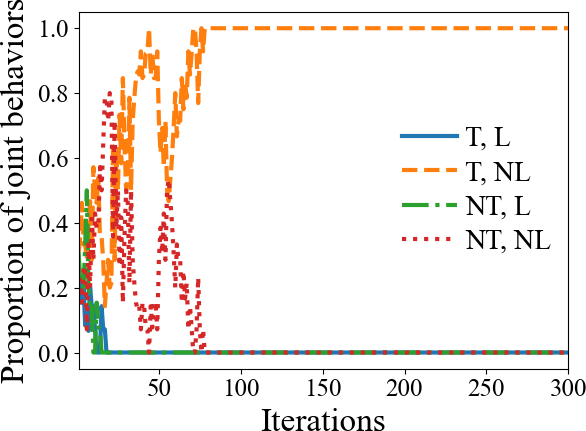 Proportion of joint behaviors
1.0
0.8
0.6
0.4
0.2
0.0
T, L
T, NL
NT, L
NT, NL
50
100
150
200
250
300
Iterations